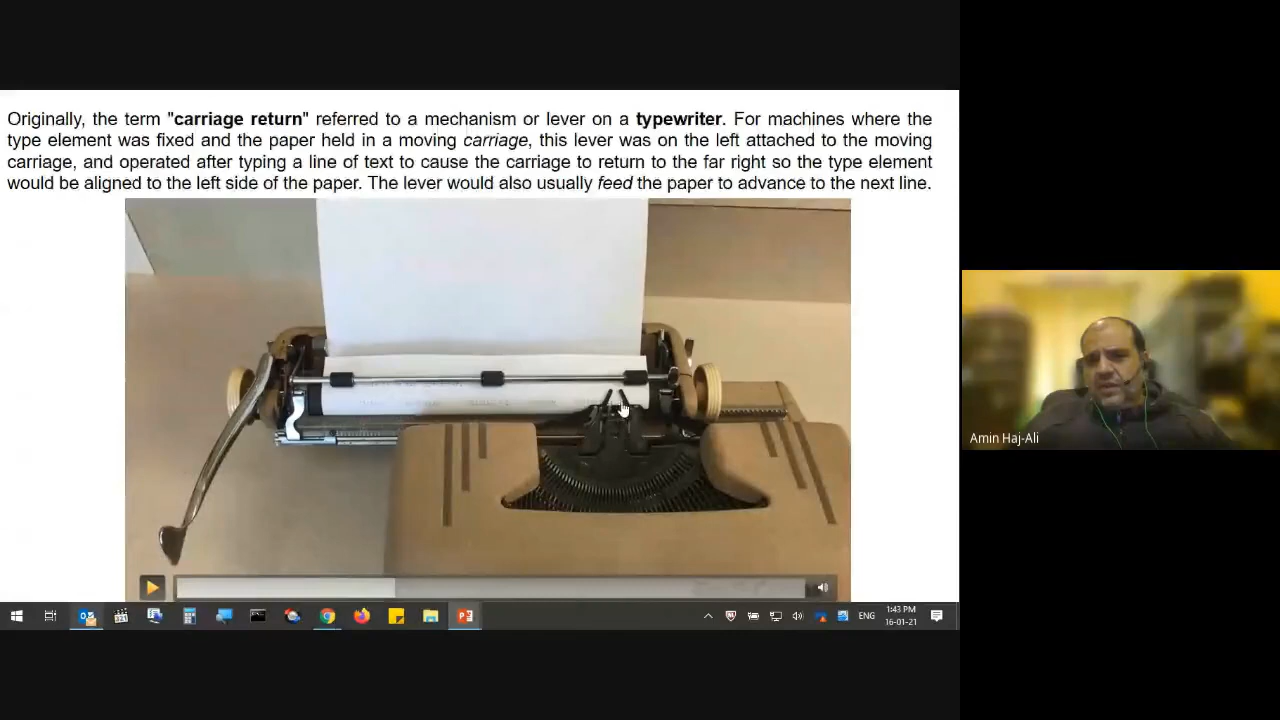 Originally, the term "carriage return" referred to a mechanism or lever on a typewriter. For machines where the
type element was fixed and the paper held in a moving carriage, this lever was on the left attached to the moving
carriage, and operated after typing a line of text to cause the carriage to return to the far right so the type element
would be aligned to the left side of the paper. The lever would also usually feed the paper to advance to the next line.
Amin Haj-Ali
ENG
1:43 PM
16-01-21